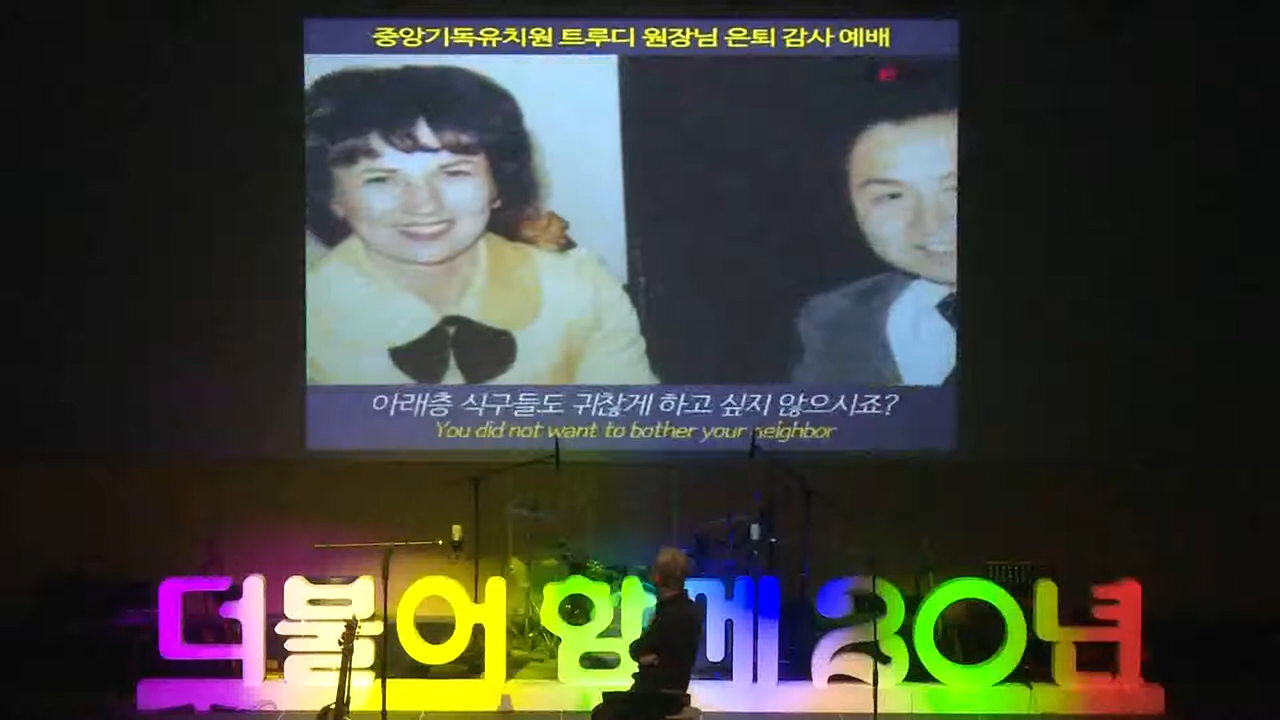 중앙기독유치원 트루디 원장님 은퇴 감사 예배
아래층 식구들도 귀찮게 하고 싶지 않으시죠?
You did not want to bother your neighbor
더불어 함께 20년